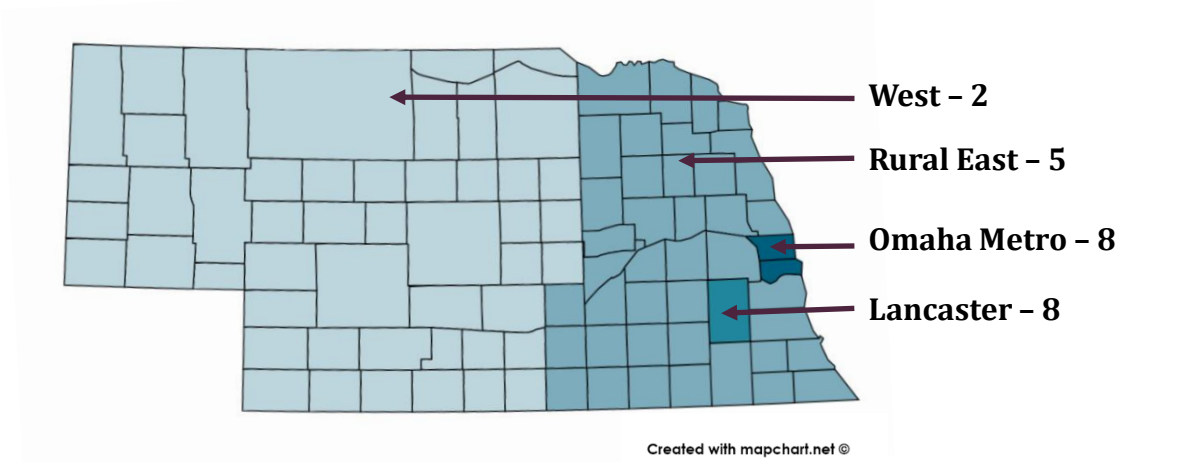 West – 2
Rural East – 5
Omaha Metro – 8
Lancaster – 8
Created with mapchart.net ©